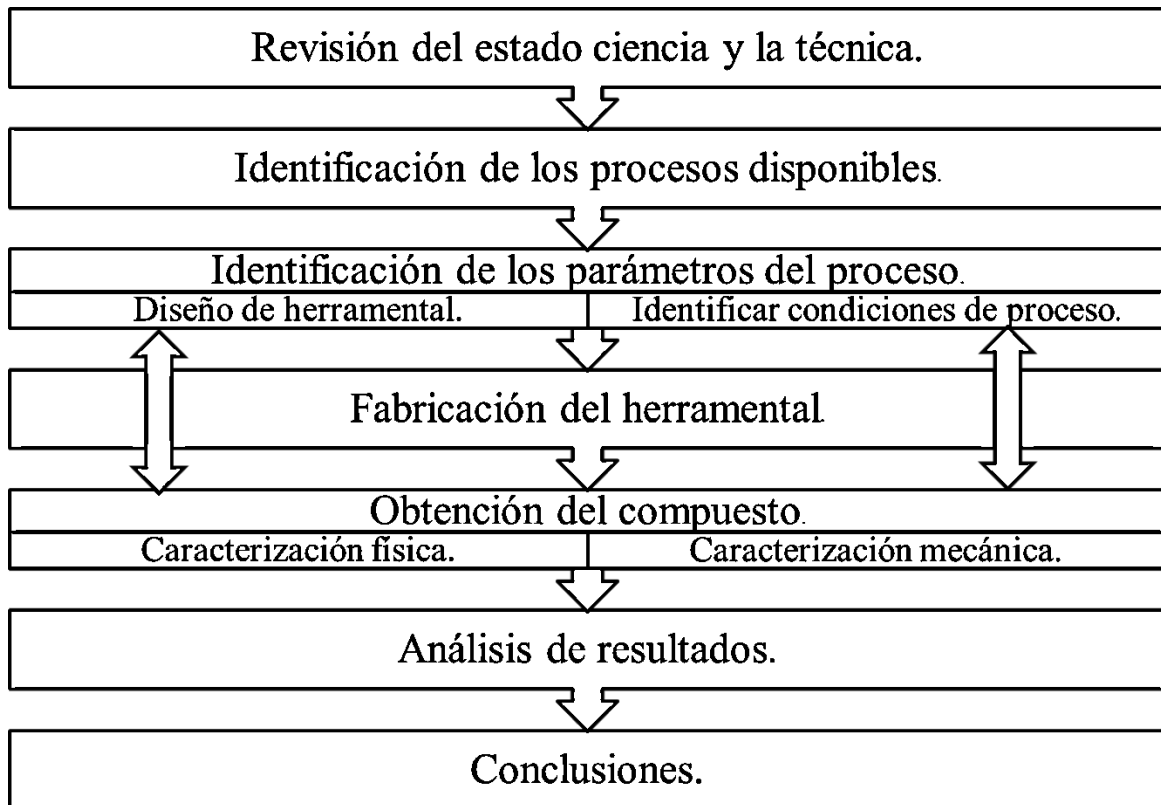 Revisión del estado ciencia y la técnica.
Identificación de los procesos disponibles.
Identificación de los parámetros del proceso.
Diseño de herramental.
Identificar condiciones de proceso.
Fabricación del herramental.
Obtención del compuesto.
Caracterización física.
Caracterización mecánica.
Análisis de resultados.
Conclusiones.